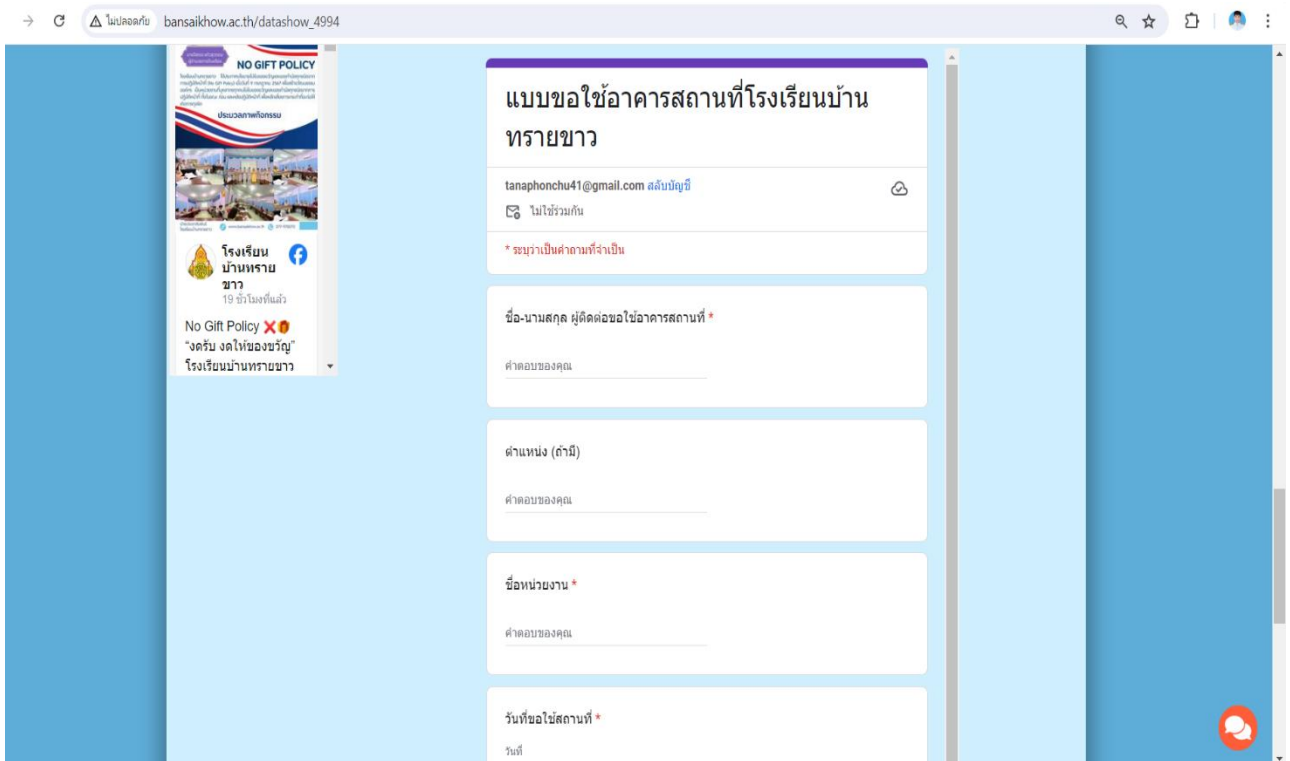 ไม่ปลอดภัย bansaikhow.ac.th/datashow_4994
NO GIFT POLICY
ประมวลภาพกิจกรรม
โรงเรียน
บ้านทราย
ขาว
19 ชั่วโมงที่แล้ว
No Gift Policy ❌
“งดรับ งดให้ของขวัญ”
โรงเรียนบ้านทรายขาว
แบบขอใช้อาคารสถานที่โรงเรียนบ้าน
ทรายขาว
tanaphonchu41@gmail.com สลับบัญชี
ไม่ใช้ร่วมกัน
* ระบุว่าเป็นคำถามที่จำเป็น
ชื่อ-นามสกุล ผู้ติดต่อขอใช้อาคารสถานที่ *
คำตอบของคุณ
ตำแหน่ง (ถ้ามี)
คำตอบของคุณ
ชื่อหน่วยงาน *
คำตอบของคุณ
วันที่ขอใช้สถานที่ *
วันที่